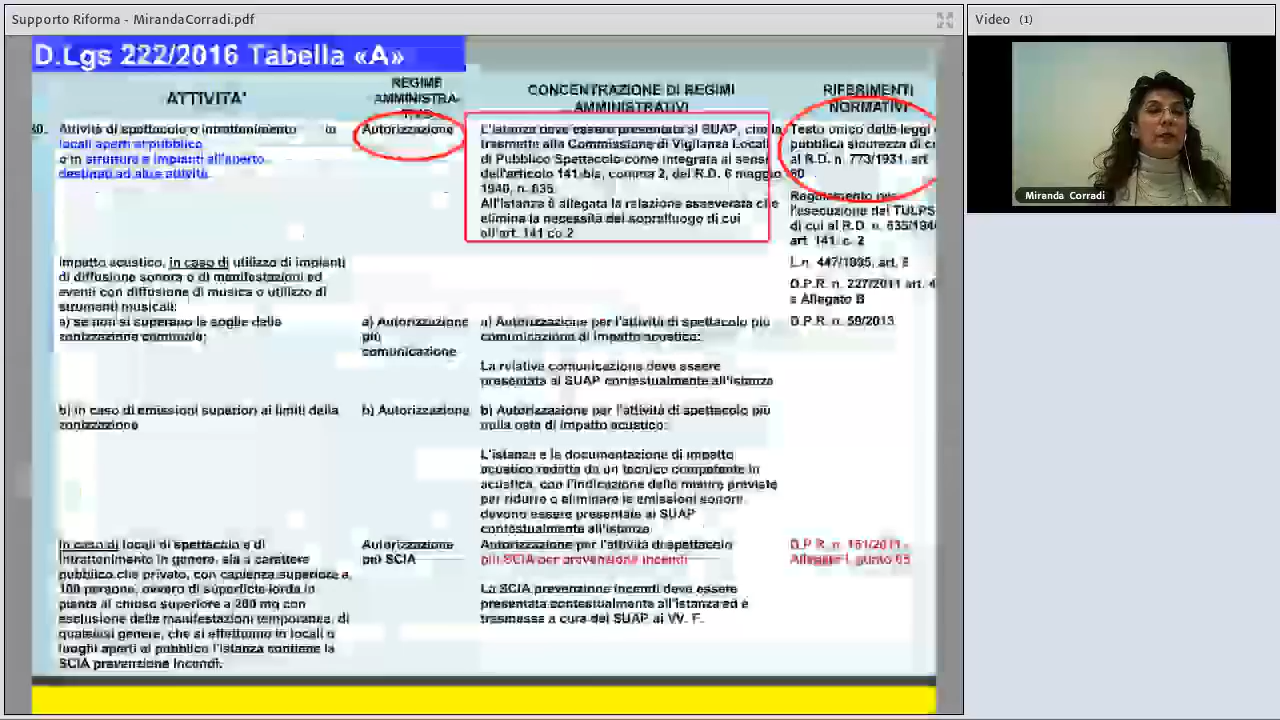 Supporto Riforma - MirandaCorradi.pdf
Video (1)
Miranda Corradi
D.Lgs 222/2016 Tabella «A»
ATTIVITA'
REGIME
AMMINISTRA-
CONCENTRAZIONE DI REGIMI
AMMINISTRATIVI
RIFERIMENTI
NORMATIVI
Attività di spettacolo o intrattenimento in
locali aperti al pubblico
o in strutture e impianti all'aperto
destinati ad altre attività.
Autorizzazione
L'istanza deve essere presentata al SUAP, che la
trasmette alla Commissione di Vigilanza Locali
di Pubblico Spettacolo come integrata ai sensi
dell'articolo 141-bis, comma 2, del R.D. 6 maggio
1940, n. 635.
All'istanza è allegata la relazione asseverata che
elimina la necessità del sopralluogo di cui
all'art. 141 co 2
Testo unico delle leggi
pubblica sicurezza di
al R.D. n. 773/1931, art
Regolamento per
l'esecuzione del TULPS
di cui al R.D. n. 635/194
art 141, c. 2
L.n. 447/1995, art. 8
D.P.R. n. 227/2011 art. 4
e Allegato B
D.P.R. n. 59/2013
Impatto acustico, in caso di utilizzo di impianti
di diffusione sonora o di manifestazioni ed
eventi con diffusione di musica o utilizzo di
strumenti musicali:
a) se non si superano le soglie della
zonizzazione comunale;
a) Autorizzazione
più
comunicazione
a) Autorizzazione per l'attività di spettacolo più
comunicazione di impatto acustico:
La relativa comunicazione deve essere
presentata al SUAP contestualmente all'istanza
b) in caso di emissioni superiori ai limiti della
zonizzazione
b) Autorizzazione
b) Autorizzazione per l'attività di spettacolo più
nulla osta di impatto acustico:
L'istanza e la documentazione di impatto
acustico redatta da un tecnico competente in
acustica, con l'indicazione delle misure previste
per ridurre o eliminare le emissioni sonore
devono essere presentate al SUAP
contestualmente all'istanza
In caso di locali di spettacolo e di
intrattenimento in genere, sia a carattere
pubblico che privato, con capienza superiore a
100 persone, ovvero di superficie lorda in
pianta al chiuso superiore a 200 mq con
esclusione delle manifestazioni temporanee, di
qualsiasi genere, che si effettuano in locali o
luoghi aperti al pubblico l'istanza contiene la
SCIA prevenzione incendi.
Autorizzazione
più SCIA
Autorizzazione per l'attività di spettacolo
più SCIA per prevenzione incendi
La SCIA prevenzione incendi deve essere
presentata contestualmente all'istanza ed è
trasmessa a cura del SUAP ai VV. F.
D.P.R. n. 151/2011 -
Allegato I, punto 65